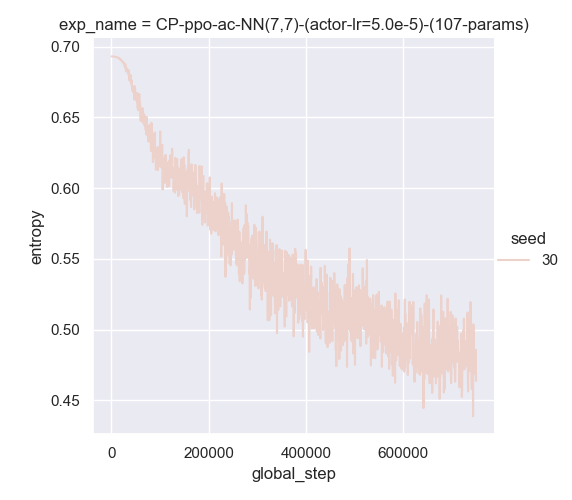 exp_name = CP-ppo-ac-NN(7,7)-(actor-lr=5.0e-5)-(107-params)
0.70
0.65
0.60
0.55
0.50
0.45
entropy
0
200000
400000
600000
global_step
seed
30